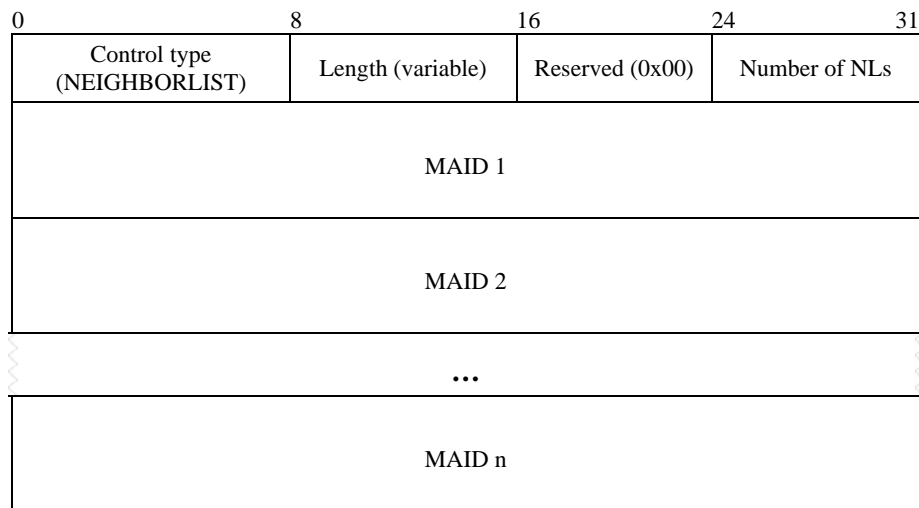 0 8 16 24 31
Control type
(NEIGHBORLIST)
Length (variable)
Reserved (0x00)
Number of NLs
MAID 1
MAID 2
...
MAID n